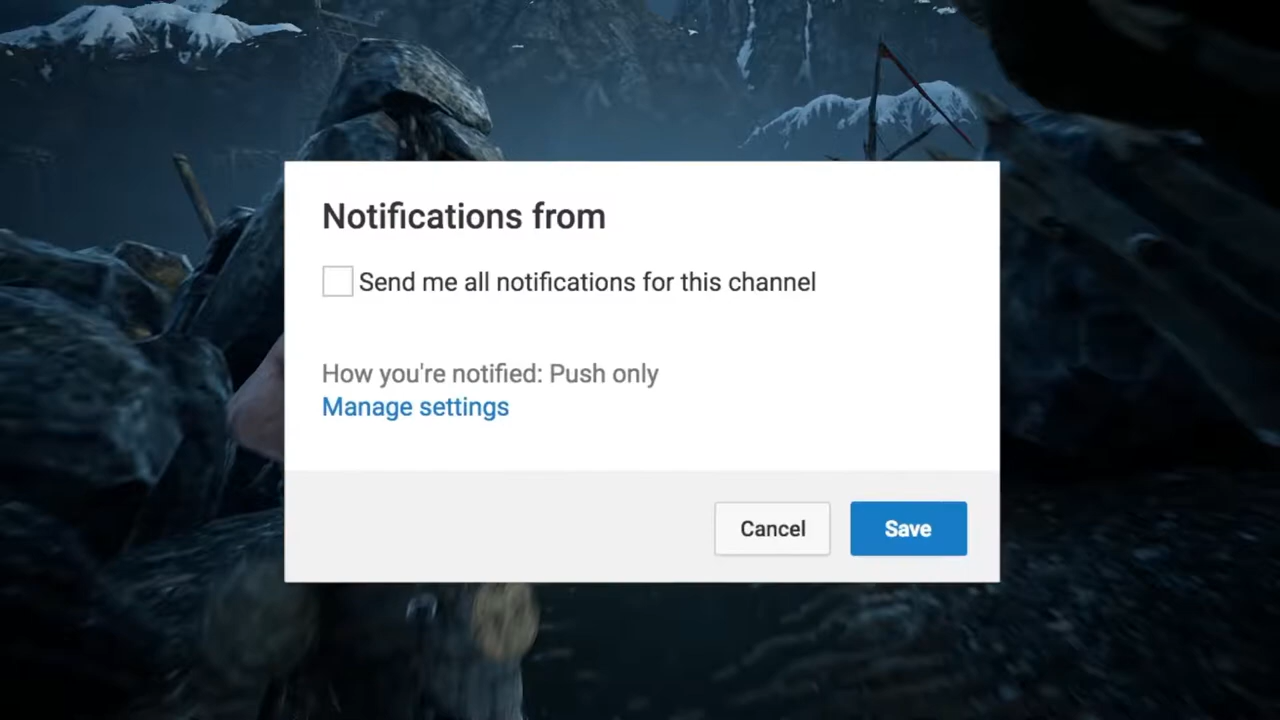 Notifications from
Send me all notifications for this channel
How you're notified: Push only
Manage settings
Cancel
Save